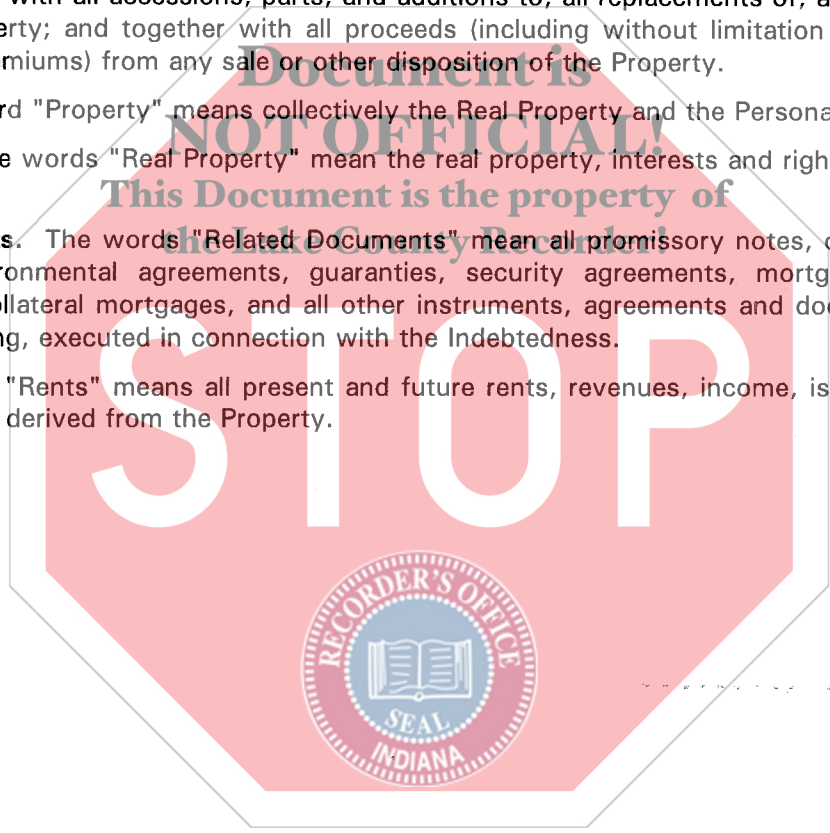 with all accessions, parts, and additions to, all replacements of, a
erty; and together with all proceeds (including without limitation
miums) from any sale or other disposition of the Property.
Document is
rd "Property" means collectively the Real Property and the Persona
NOT OFFICIAL!
e words "Real Property" mean the real property, interests and righ
This Document is the property of
the Lake County Recorder!
s. The words "Related Documents" mean all promissory notes,
ronmental agreements, guaranties, security agreements, mortg
llateral mortgages, and all other instruments, agreements and do
ng, executed in connection with the Indebtedness.
"Rents" means all present and future rents, revenues, income, is
derived from the Property.
STOP
RECORDER'S OFFICE
SEAL
INDIANA